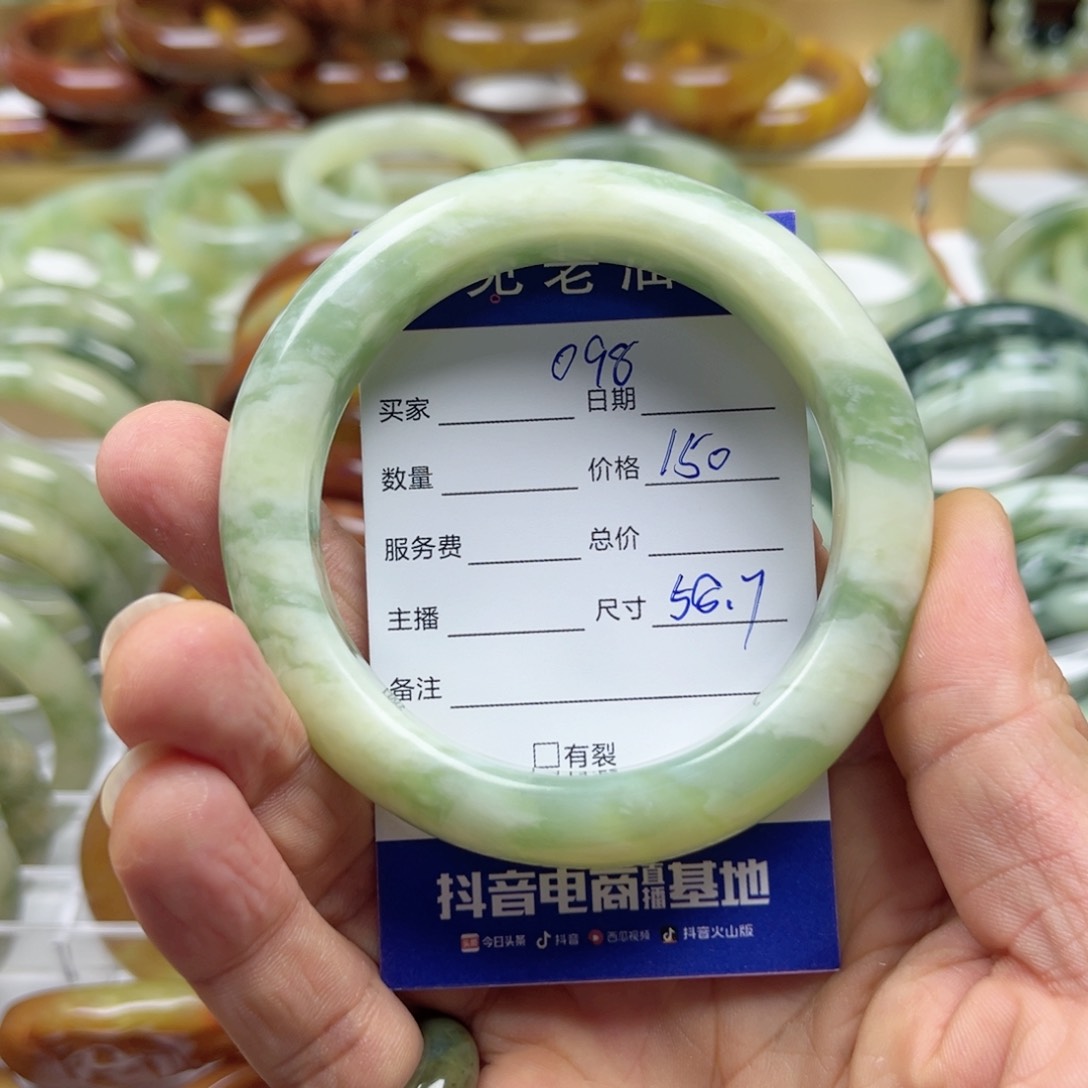 老油
098
买家 日期
数量 价格 150
服务费 总价
主播 尺寸 56.7
备注
□有裂
抖音电商直播基地
今日头条 抖音 西瓜视频 抖音火山版